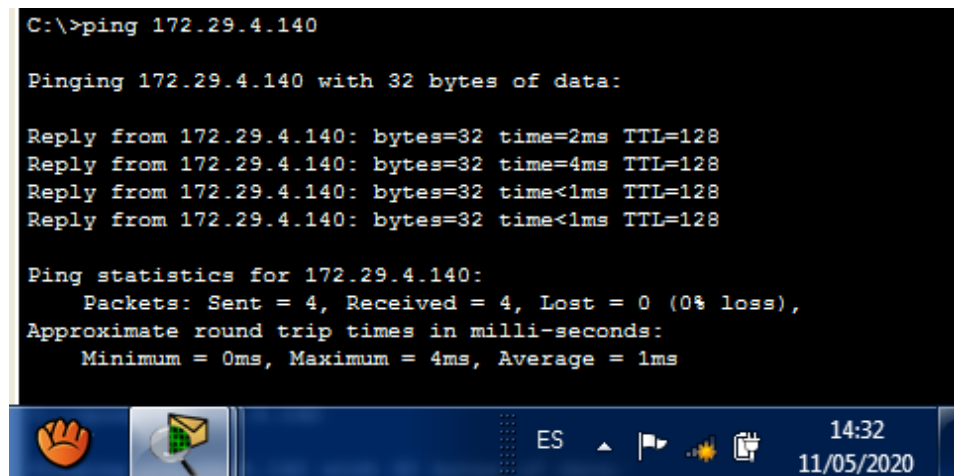 C:\>ping 172.29.4.140
Pinging 172.29.4.140 with 32 bytes of data:
Reply from 172.29.4.140: bytes=32 time=2ms TTL=128
Reply from 172.29.4.140: bytes=32 time=4ms TTL=128
Reply from 172.29.4.140: bytes=32 time<1ms TTL=128
Reply from 172.29.4.140: bytes=32 time<1ms TTL=128
Ping statistics for 172.29.4.140:
Packets: Sent = 4, Received = 4, Lost = 0 (0% loss),
Approximate round trip times in milli-seconds:
Minimum = 0ms, Maximum = 4ms, Average = 1ms
ES
14:32
11/05/2020